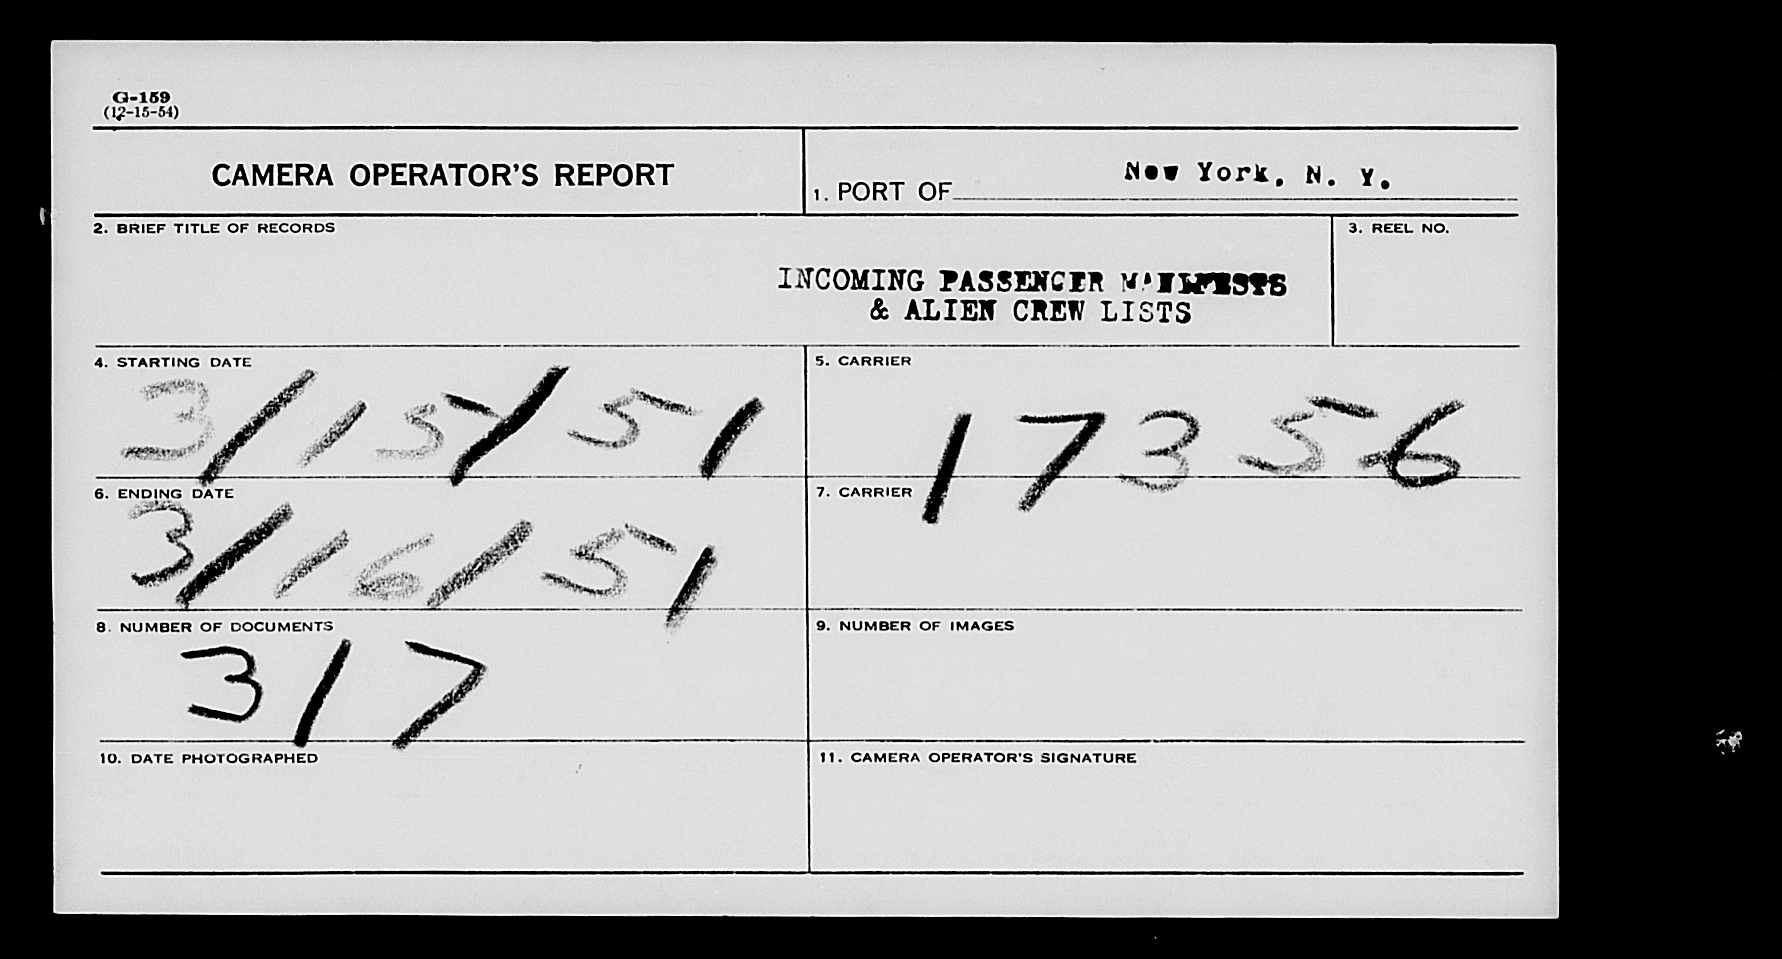 G-159
(12-15-54)
CAMERA OPERATOR'S REPORT
1. PORT OF New York, N. Y.
2. BRIEF TITLE OF RECORDS
3. REEL NO.
INCOMING PASSENGER MANIFESTS
& ALIEN CREW LISTS
4. STARTING DATE
3/15/51
5. CARRIER
17356
6. ENDING DATE
3/16/51
7. CARRIER
8. NUMBER OF DOCUMENTS
317
9. NUMBER OF IMAGES
10. DATE PHOTOGRAPHED
11. CAMERA OPERATOR'S SIGNATURE